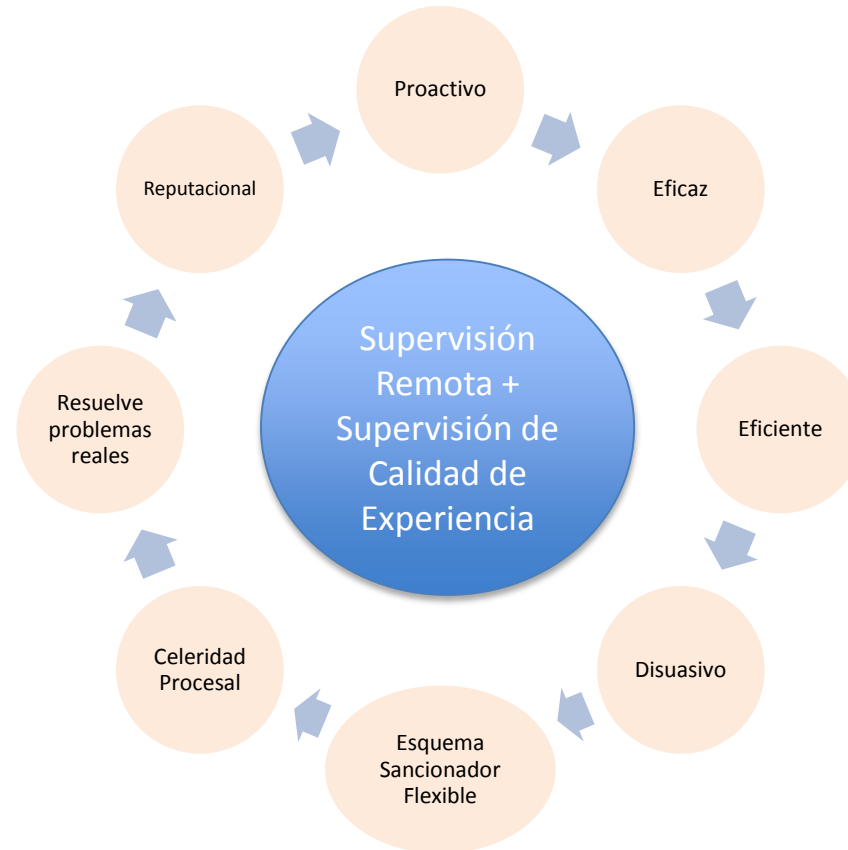 Proactivo
Eficaz
Eficiente
Disuasivo
Esquema
Sancionador
Flexible
Celeridad
Procesal
Resuelve
problemas
reales
Reputacional
Supervisión
Remota +
Supervisión de
Calidad de
Experiencia